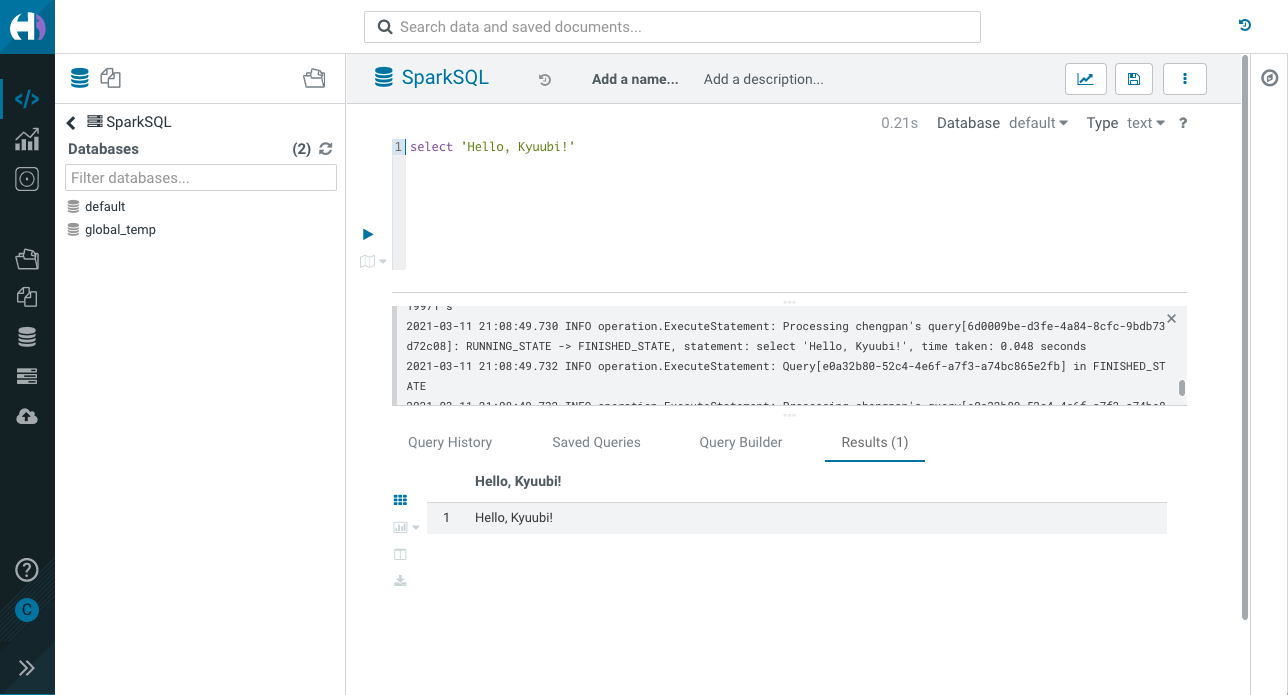 Search data and saved documents...
SparkSQL
Databases (2)
Filter databases...
default
global_temp
SparkSQL Add a name... Add a description...
0.21s Database default Type text ?
1 select 'Hello, Kyuubi!'
2021-03-11 21:08:49.730 INFO operation.ExecuteStatement: Processing chengpan's query[6d0009be-d3fe-4a84-8cfc-9bdb73
d72c08]: RUNNING_STATE -> FINISHED_STATE, statement: select 'Hello, Kyuubi!', time taken: 0.048 seconds
2021-03-11 21:08:49.732 INFO operation.ExecuteStatement: Query[e0a32b80-52c4-4e6f-a7f3-a74bc865e2fb] in FINISHED_ST
ATE
Query History Saved Queries Query Builder Results (1)
Hello, Kyuubi!
1 Hello, Kyuubi!
C